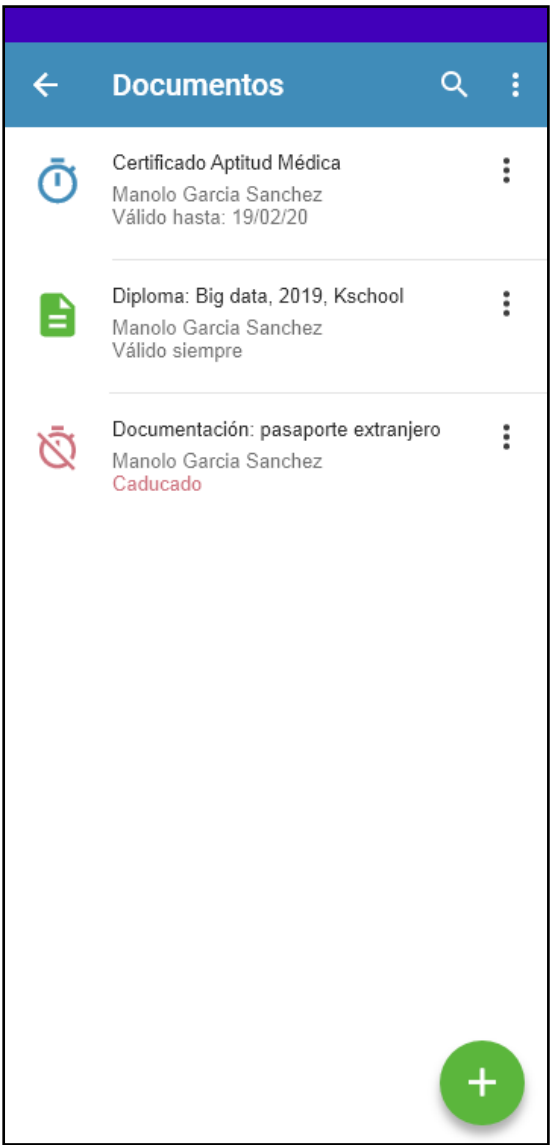 Documentos
Certificado Aptitud Médica
Manolo Garcia Sanchez
Válido hasta: 19/02/20
Diploma: Big data, 2019, Kschool
Manolo Garcia Sanchez
Válido siempre
Documentación: pasaporte extranjero
Manolo Garcia Sanchez
Caducado